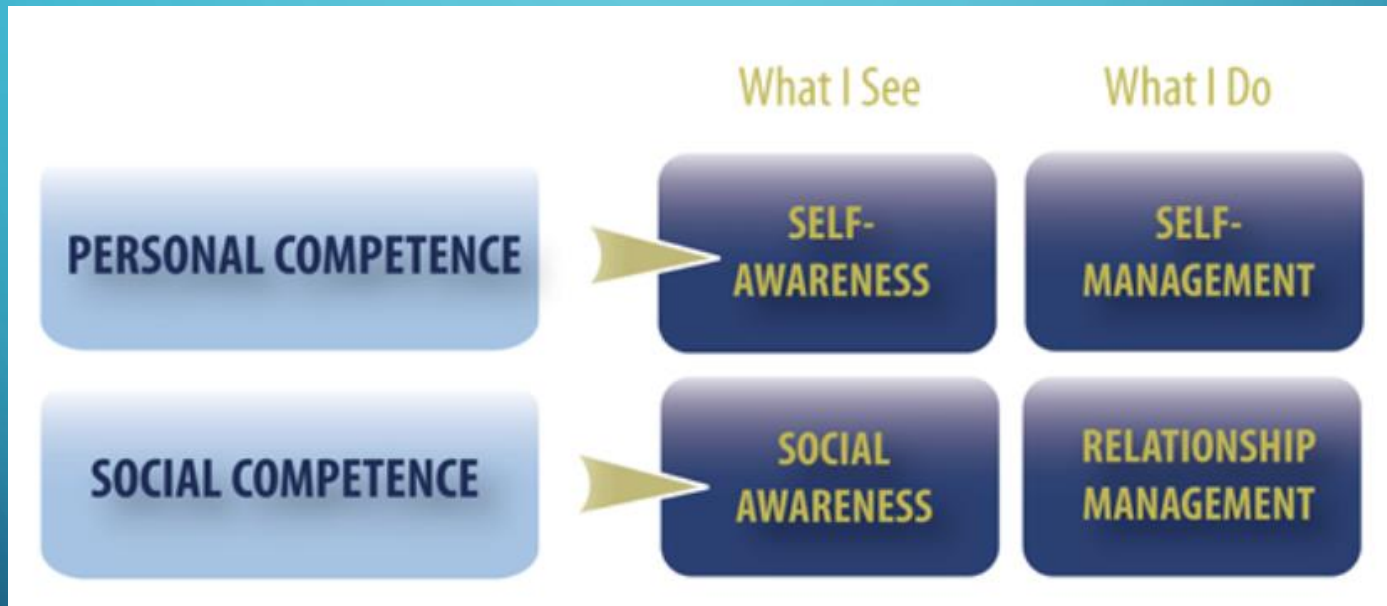 What I See
What I Do
PERSONAL COMPETENCE
SELF-
AWARENESS
SELF-
MANAGEMENT
SOCIAL COMPETENCE
SOCIAL
AWARENESS
RELATIONSHIP
MANAGEMENT